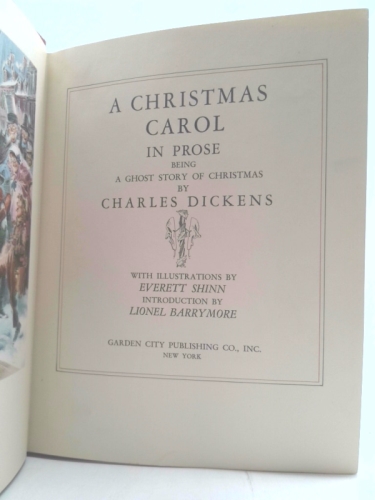 A CHRISTMAS
CAROL
IN PROSE
BEING
A GHOST STORY OF CHRISTMAS
BY
CHARLES DICKENS
WITH ILLUSTRATIONS BY
EVERETT SHINN
INTRODUCTION BY
LIONEL BARRYMORE
GARDEN CITY PUBLISHING CO., INC.
NEW YORK